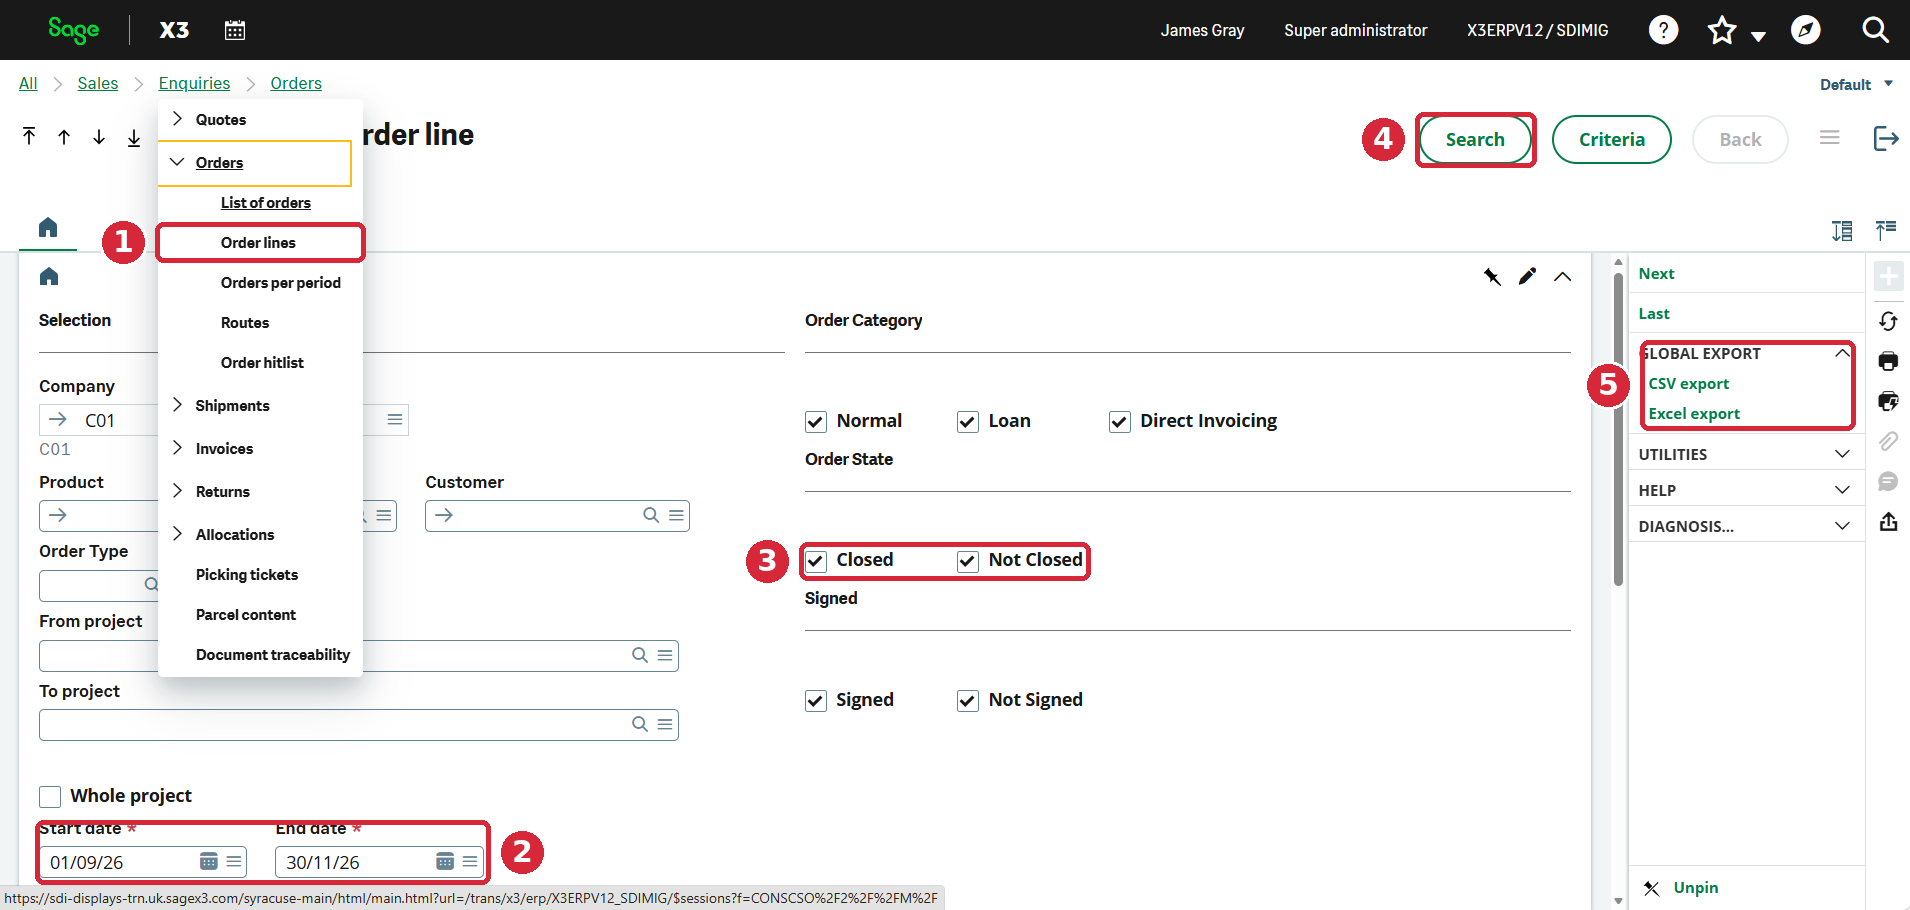 Sage X3 James Gray Super administrator X3ERPV12 / SDIMIG ?
All Sales Enquiries Orders Default
Quotes
rder line
4 Search Criteria Back
Orders
List of orders
1 Order lines
Orders per period
Routes
Order hitlist
Shipments
Invoices
Returns
Allocations
Picking tickets
Parcel content
Document traceability
Selection
Company
C01
C01
Product Customer
Order Type
From project
To project
Whole project
Start date * End date *
01/09/26 30/11/26 2
Order Category
Normal Loan Direct Invoicing
Order State
3 Closed Not Closed
Signed
Signed Not Signed
Next
Last
GLOBAL EXPORT
5 CSV export
Excel export
UTILITIES
HELP
DIAGNOSIS...
Unpin
https://sdi-displays-trn.uk.sagex3.com/syracuse-main/html/main.html?url=/trans/x3/erp/X3ERPV12_SDIMIG/$sessions?f=CONSCSO%2F2%2F%2FM%2F